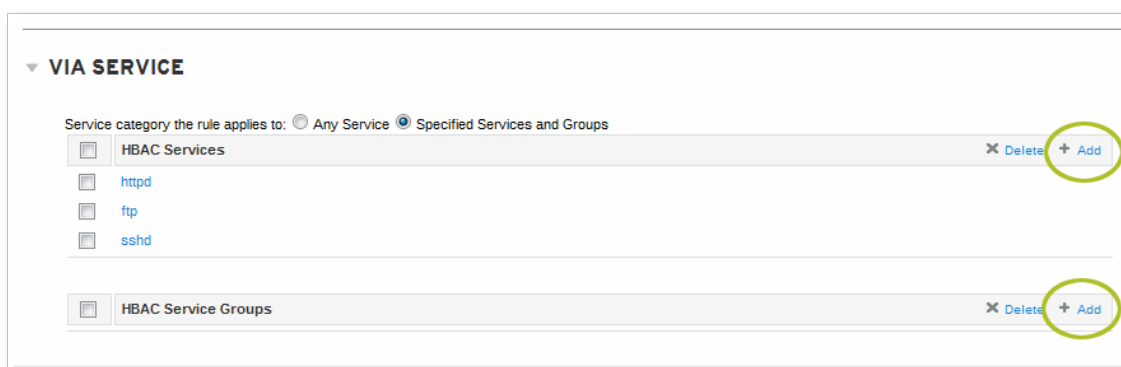 VIA SERVICE
Service category the rule applies to: Any Service Specified Services and Groups
HBAC Services Delete Add
httpd
ftp
sshd
HBAC Service Groups Delete Add